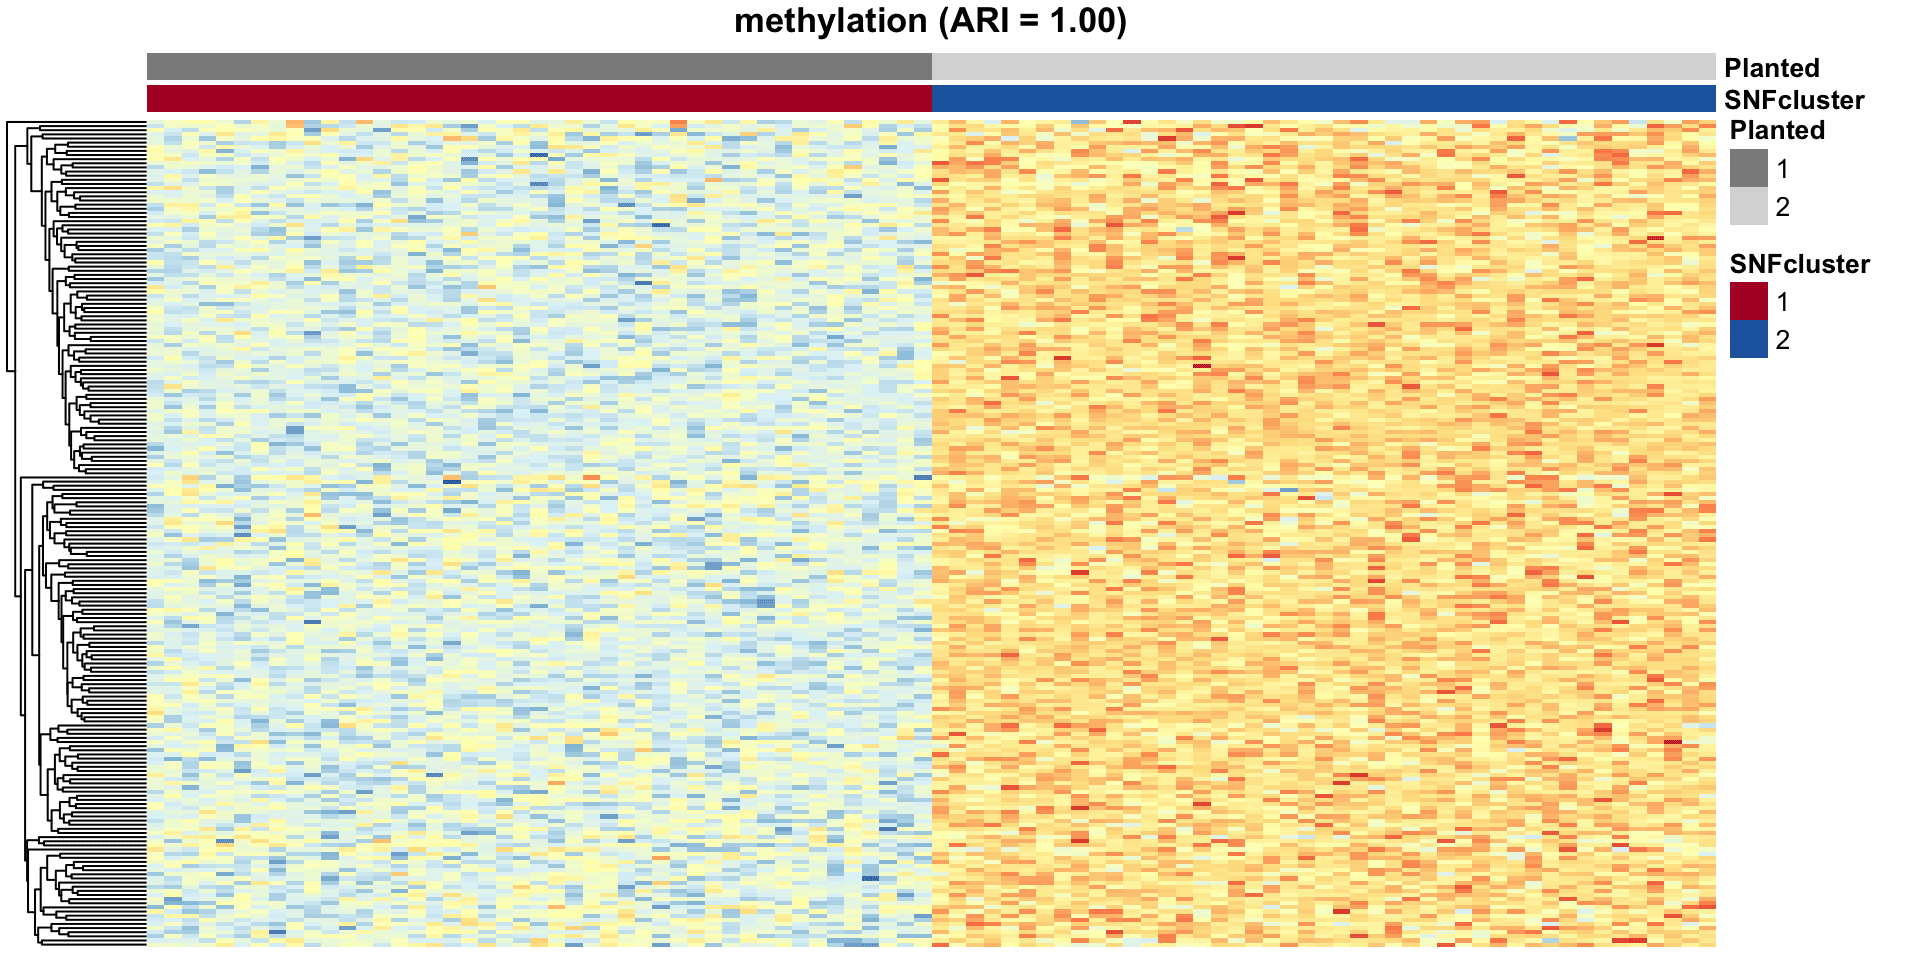 methylation (ARI = 1.00)
Planted
SNFcluster
Planted
1
2
SNFcluster
1
2